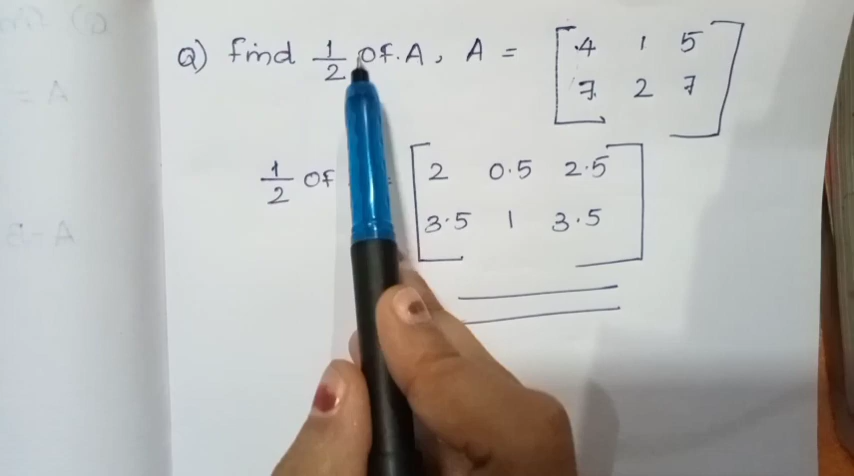 Q) find 1/2 of A, A = [4 1 5
7 2 7]
1/2 of = [2 0.5 2.5
3.5 1 3.5]